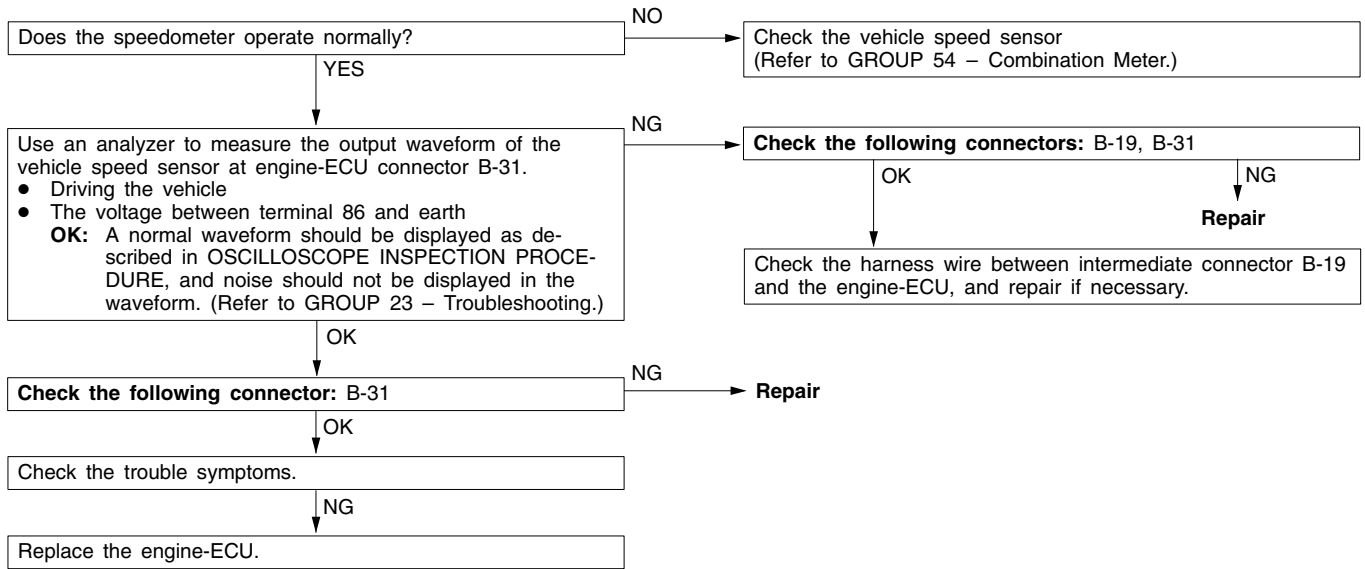 Does the speedometer operate normally?
NO
Check the vehicle speed sensor
(Refer to GROUP 54 – Combination Meter.)
YES
Use an analyzer to measure the output waveform of the
vehicle speed sensor at engine-ECU connector B-31.
● Driving the vehicle
● The voltage between terminal 86 and earth
OK: A normal waveform should be displayed as de-
scribed in OSCILLOSCOPE INSPECTION PROCE-
DURE, and noise should not be displayed in the
waveform. (Refer to GROUP 23 – Troubleshooting.)
NG
Check the following connectors: B-19, B-31
OK
NG
Repair
Check the harness wire between intermediate connector B-19
and the engine-ECU, and repair if necessary.
OK
Check the following connector: B-31
NG
Repair
OK
Check the trouble symptoms.
NG
Replace the engine-ECU.